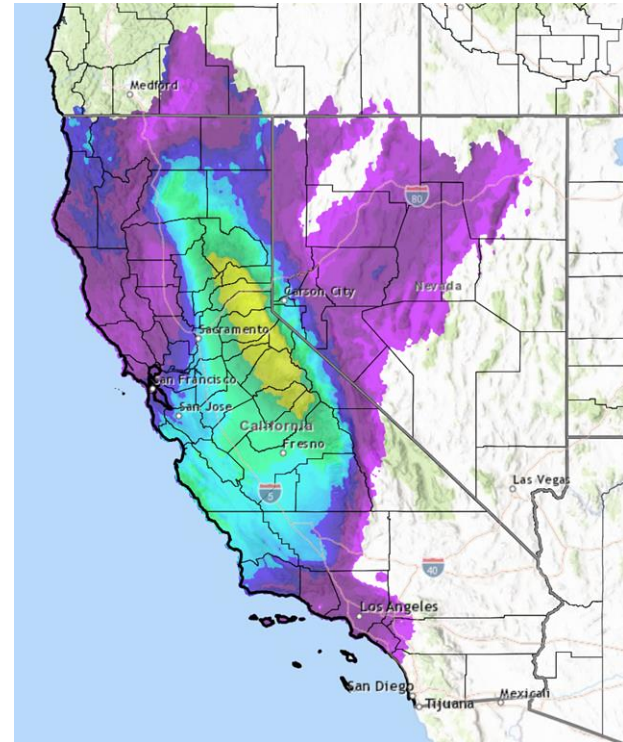 Medford
80
Carson City
Nevada
Sacramento
San Francisco
San Jose
California
Fresno
5
Las Vegas
40
Los Angeles
San Diego
Tijuana
Mexicali